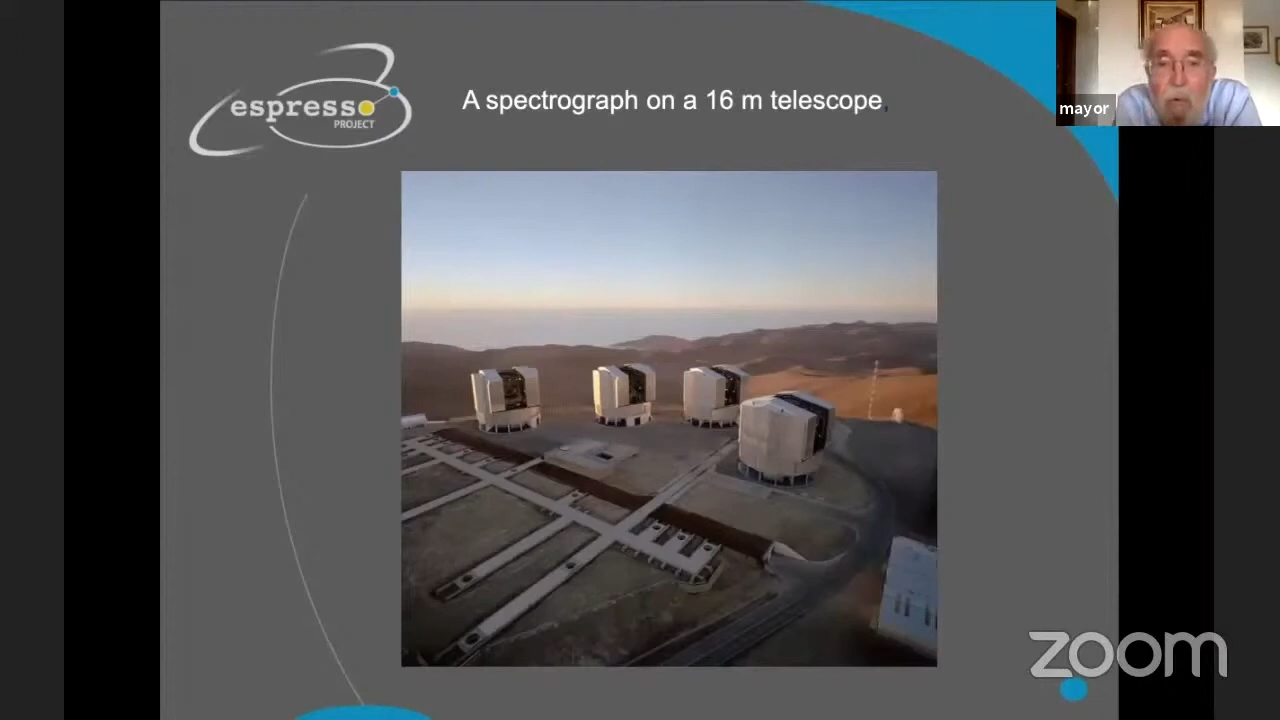 espresso
PROJECT
A spectrograph on a 16 m telescope,
mayor
zoom